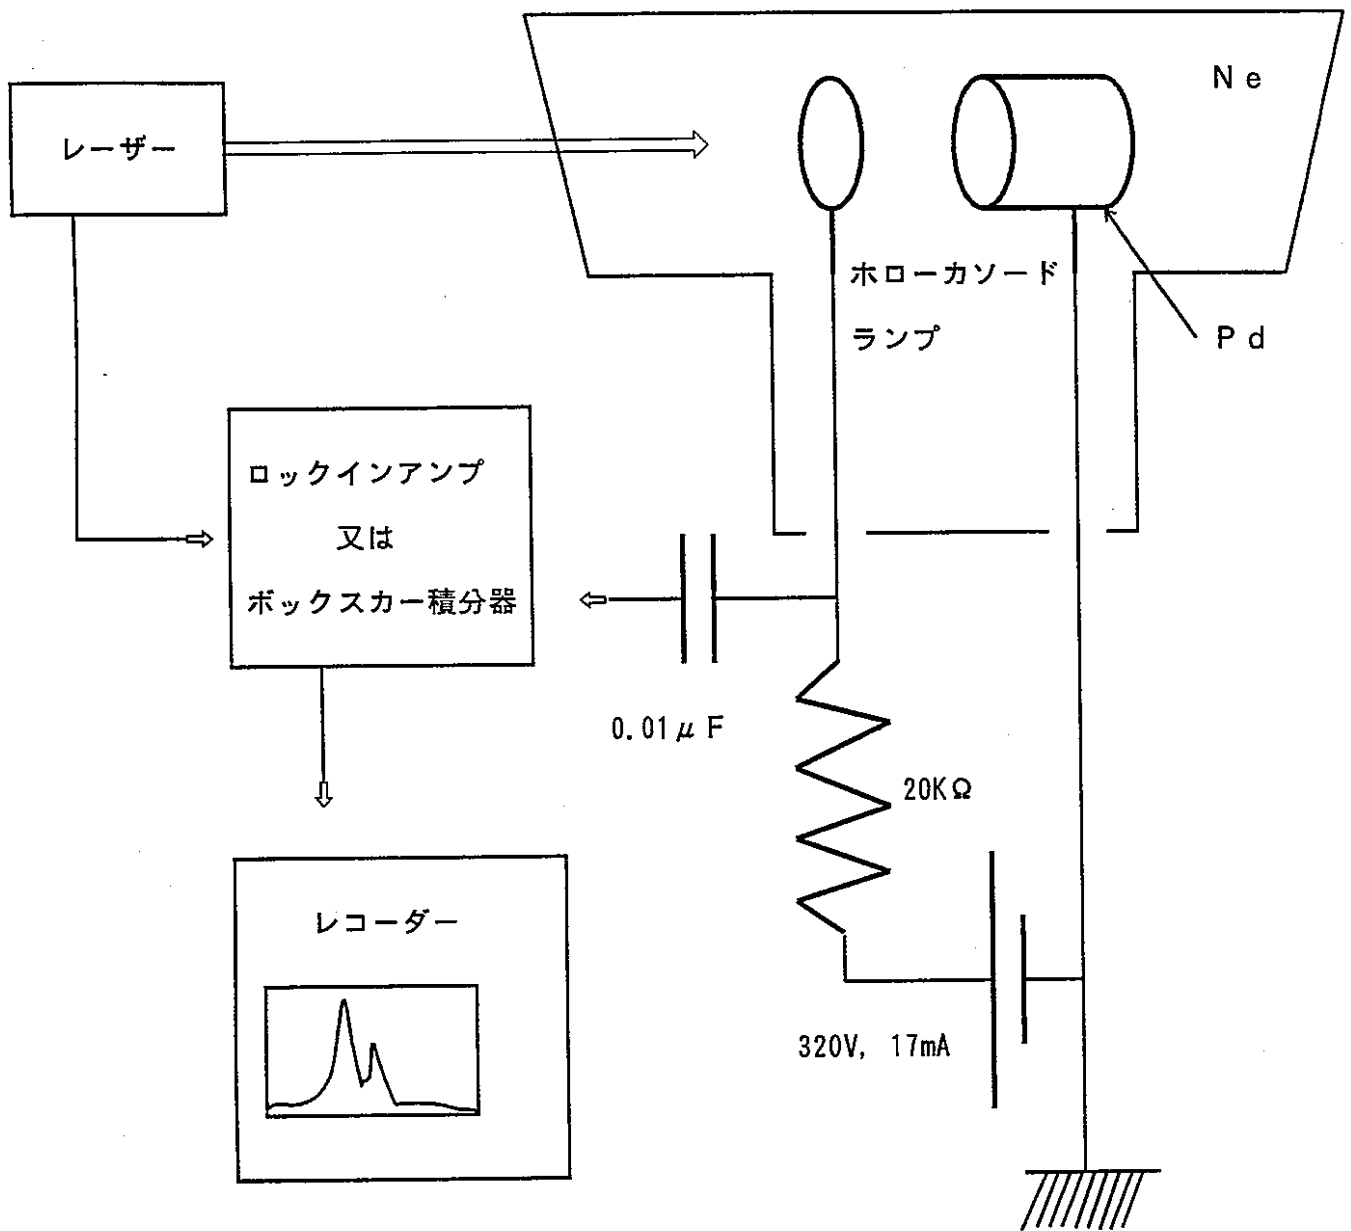 Ne
レーザー
ホローカソード
ランプ
Pd
ロックインアンプ
又は
ボックスカー積分器
0.01μF
20KΩ
レコーダー
320V, 17mA